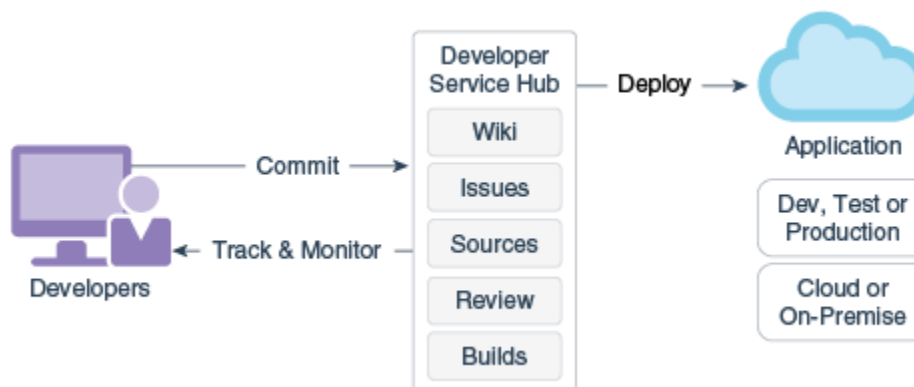 Developer
Service Hub
Wiki
Issues
Sources
Review
Builds
Commit
Track & Monitor
Developers
Deploy
Application
Dev, Test or
Production
Cloud or
On-Premise